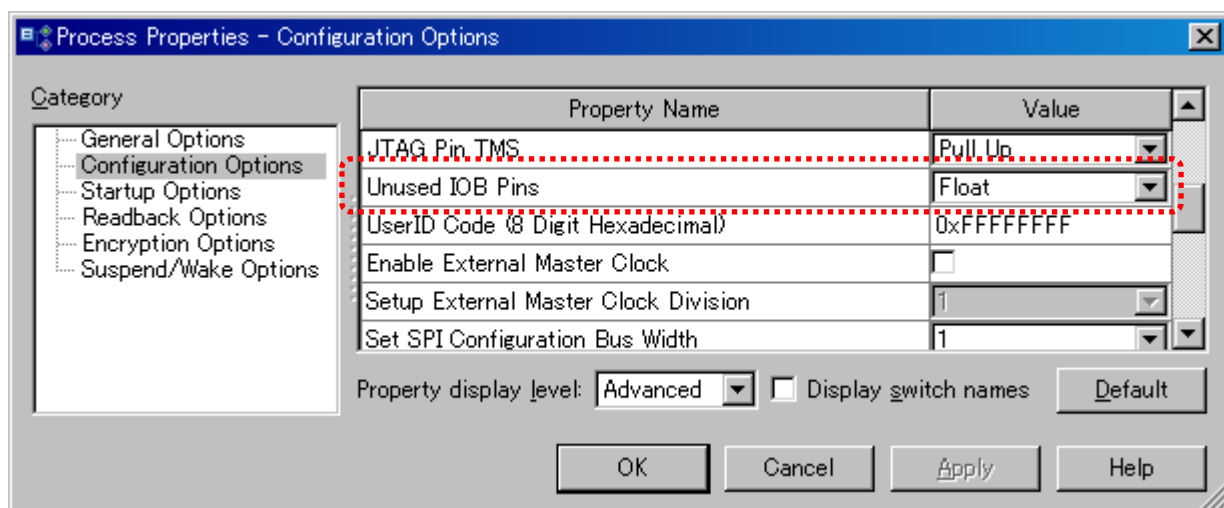 Process Properties - Configuration Options
Category
General Options
Configuration Options
Startup Options
Readback Options
Encryption Options
Suspend/Wake Options
Property Name Value
JTAG Pin TMS Pull Up
Unused IOB Pins Float
UserID Code (8 Digit Hexadecimal) 0xFFFFFFFF
Enable External Master Clock
Setup External Master Clock Division 1
Set SPI Configuration Bus Width 1
Property display level: Advanced Display switch names Default
OK Cancel Apply Help